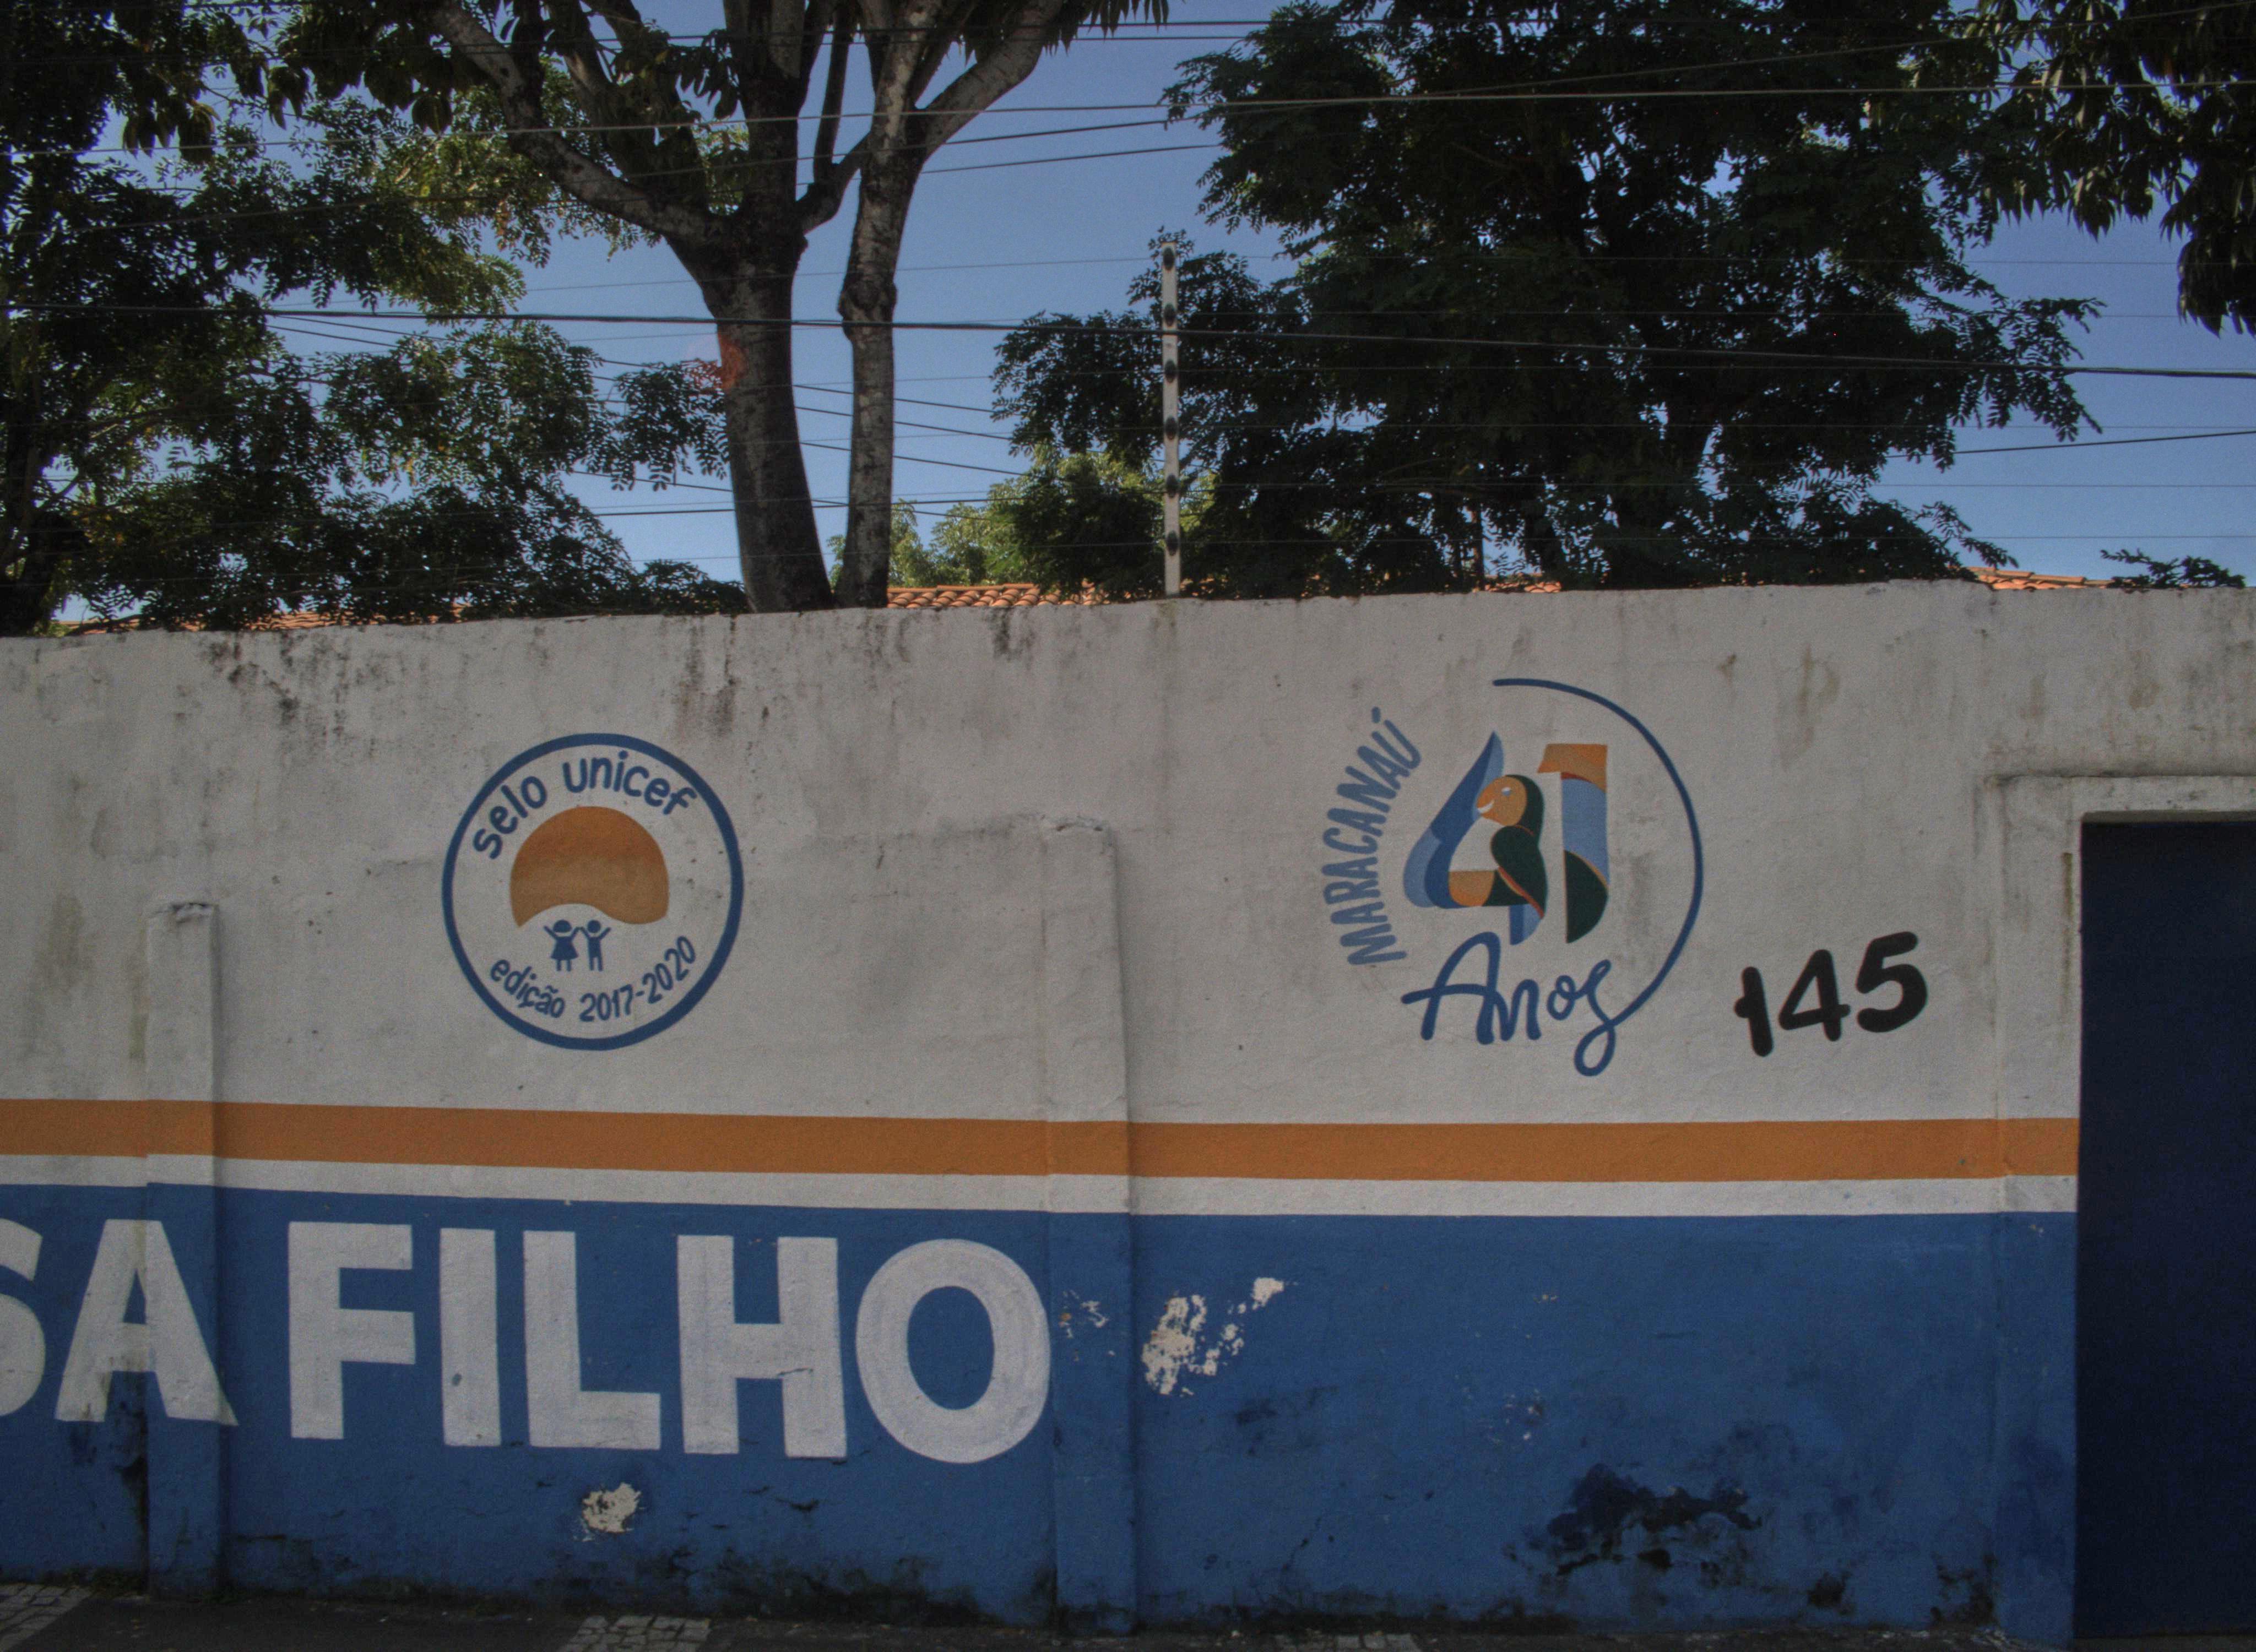 selo unicef
edição 2017-2020
MARACANAÚ
41
Anos
145
SA FILHO